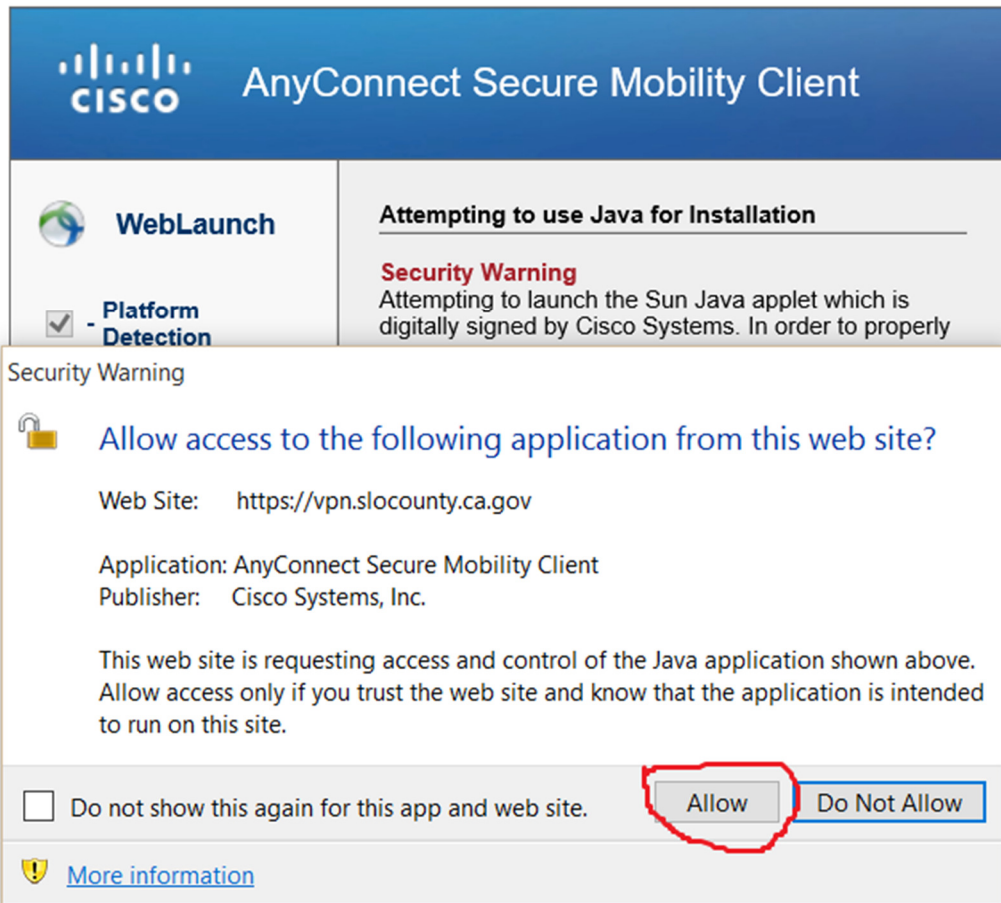 CISCO
AnyConnect Secure Mobility Client
WebLaunch
- Platform
Detection
Attempting to use Java for Installation
Security Warning
Attempting to launch the Sun Java applet which is
digitally signed by Cisco Systems. In order to properly
Security Warning
Allow access to the following application from this web site?
Web Site: https://vpn.slocounty.ca.gov
Application: AnyConnect Secure Mobility Client
Publisher: Cisco Systems, Inc.
This web site is requesting access and control of the Java application shown above.
Allow access only if you trust the web site and know that the application is intended
to run on this site.
Do not show this again for this app and web site.
Allow
Do Not Allow
More information